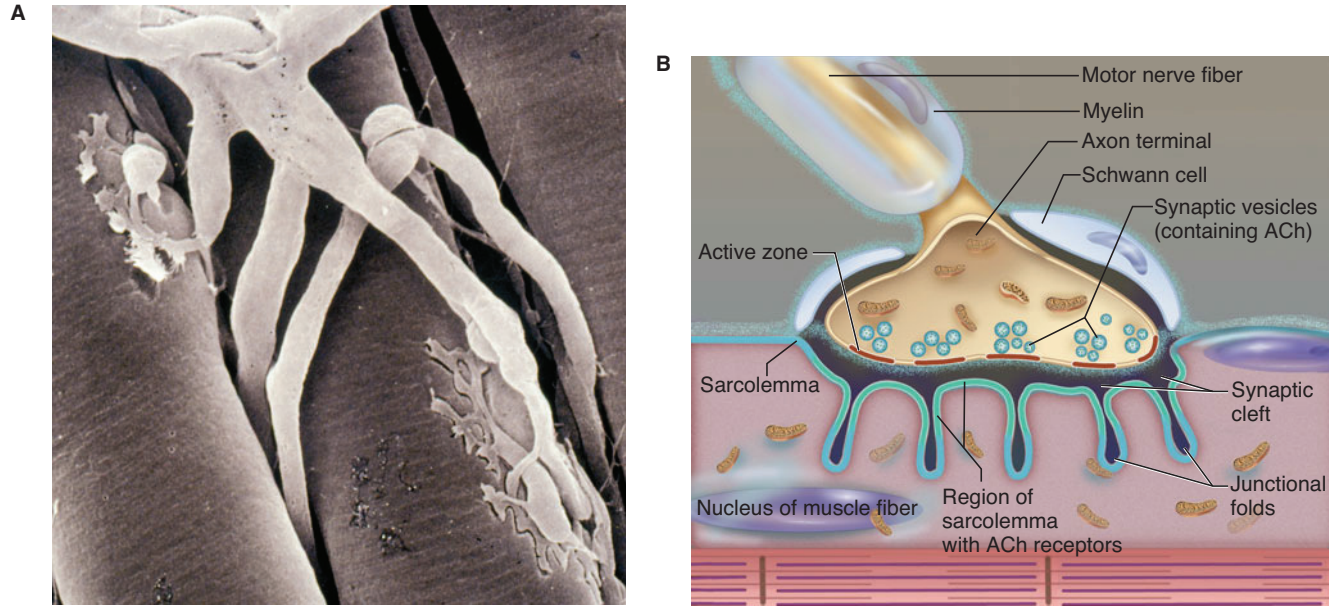 A
B
Motor nerve fiber
Myelin
Axon terminal
Schwann cell
Synaptic vesicles
(containing ACh)
Active zone
Sarcolemma
Synaptic
cleft
Nucleus of muscle fiber
Region of
sarcolemma
with ACh receptors
Junctional
folds